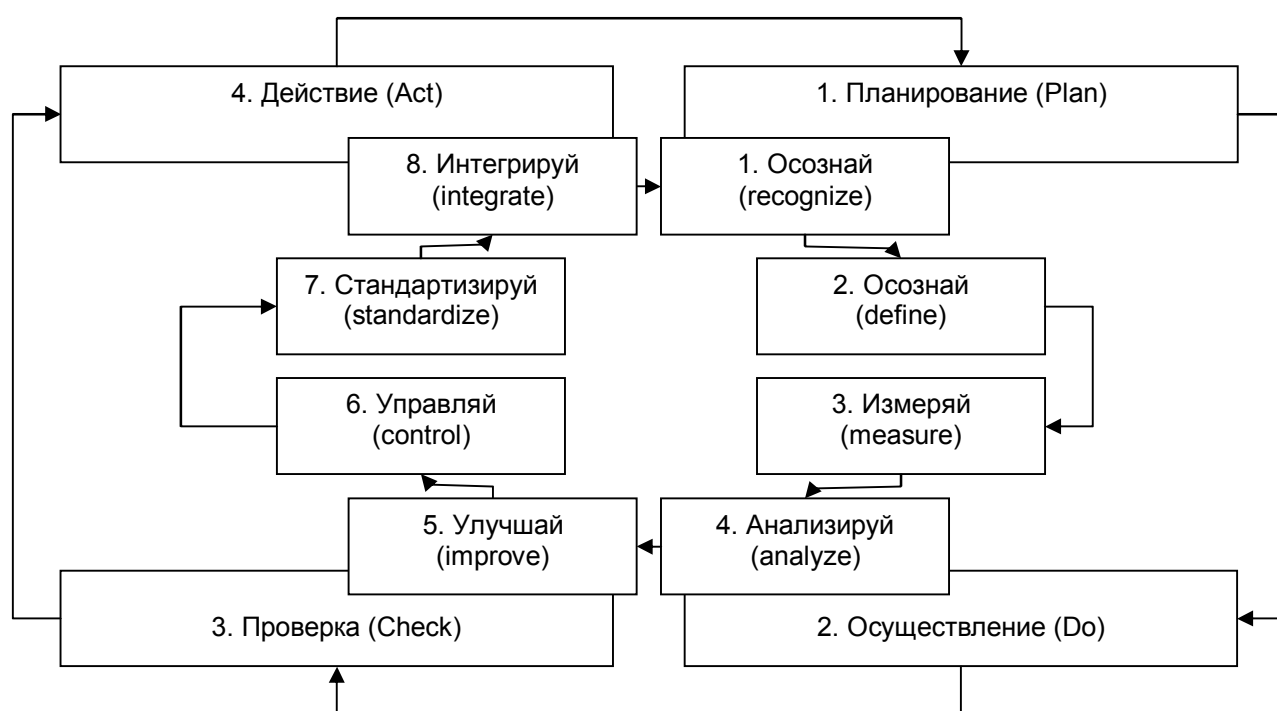 4. Действие (Act)
1. Планирование (Plan)
8. Интегрируй
(integrate)
1. Осознай
(recognize)
7. Стандартизируй
(standardize)
2. Осознай
(define)
6. Управляй
(control)
3. Измеряй
(measure)
5. Улучшай
(improve)
4. Анализируй
(analyze)
3. Проверка (Check)
2. Осуществление (Do)